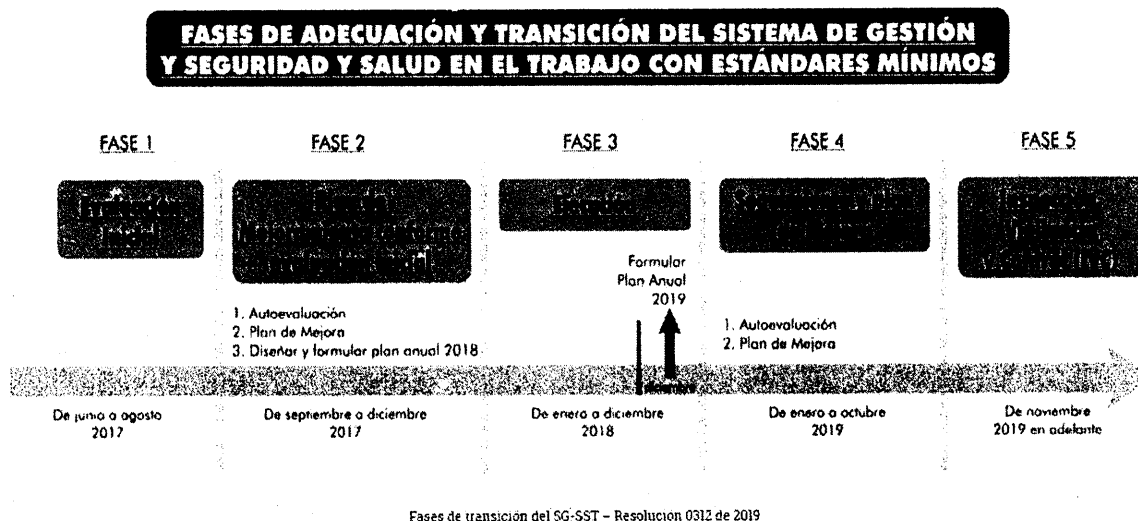 FASES DE ADECUACIÓN Y TRANSICIÓN DEL SISTEMA DE GESTIÓN
Y SEGURIDAD Y SALUD EN EL TRABAJO CON ESTÁNDARES MÍNIMOS
FASE 1
Evaluación
Inicial
De junio a agosto
2017
FASE 2
1. Autoevaluación
2. Plan de Mejora
3. Diseñar y formular plan anual 2018
De septiembre a diciembre
2017
FASE 3
Formular
Plan Anual
2019
diciembre
De enero a diciembre
2018
FASE 4
1. Autoevaluación
2. Plan de Mejora
De enero a octubre
2019
FASE 5
De noviembre
2019 en adelante
Fases de transición del SG-SST – Resolución 0312 de 2019